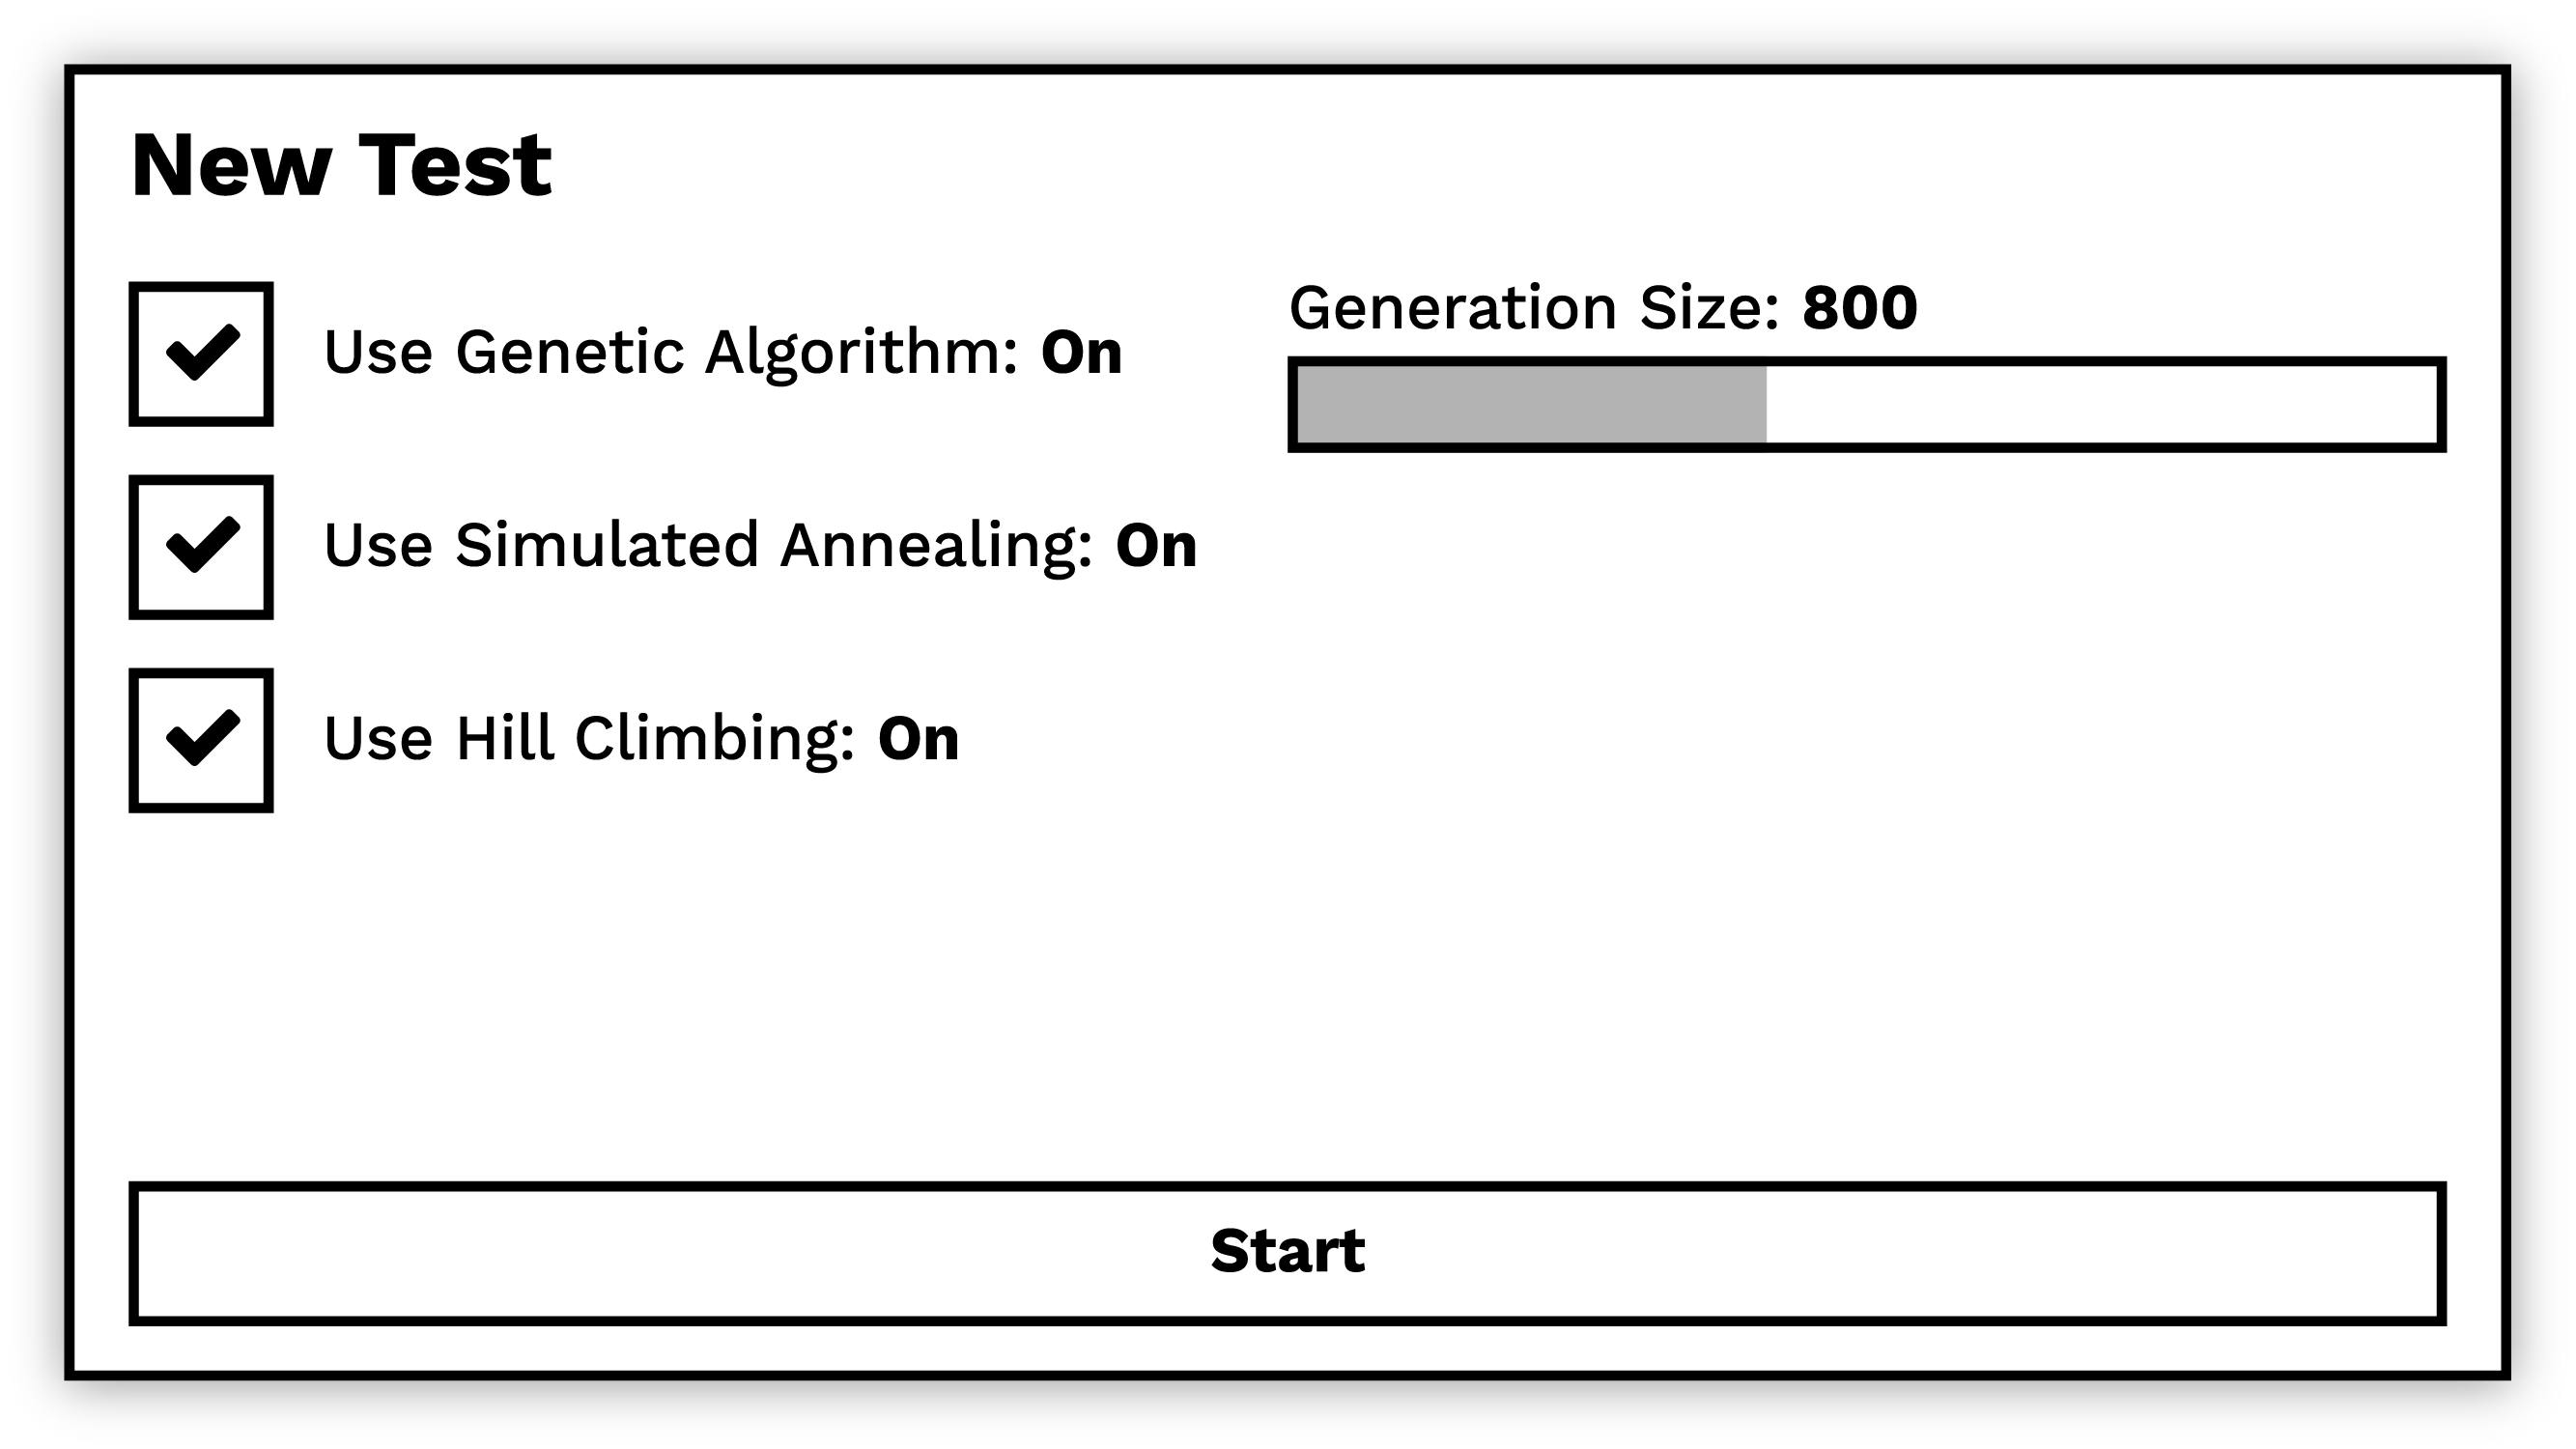 New Test
Use Genetic Algorithm: On
Use Simulated Annealing: On
Use Hill Climbing: On
Generation Size: 800
Start